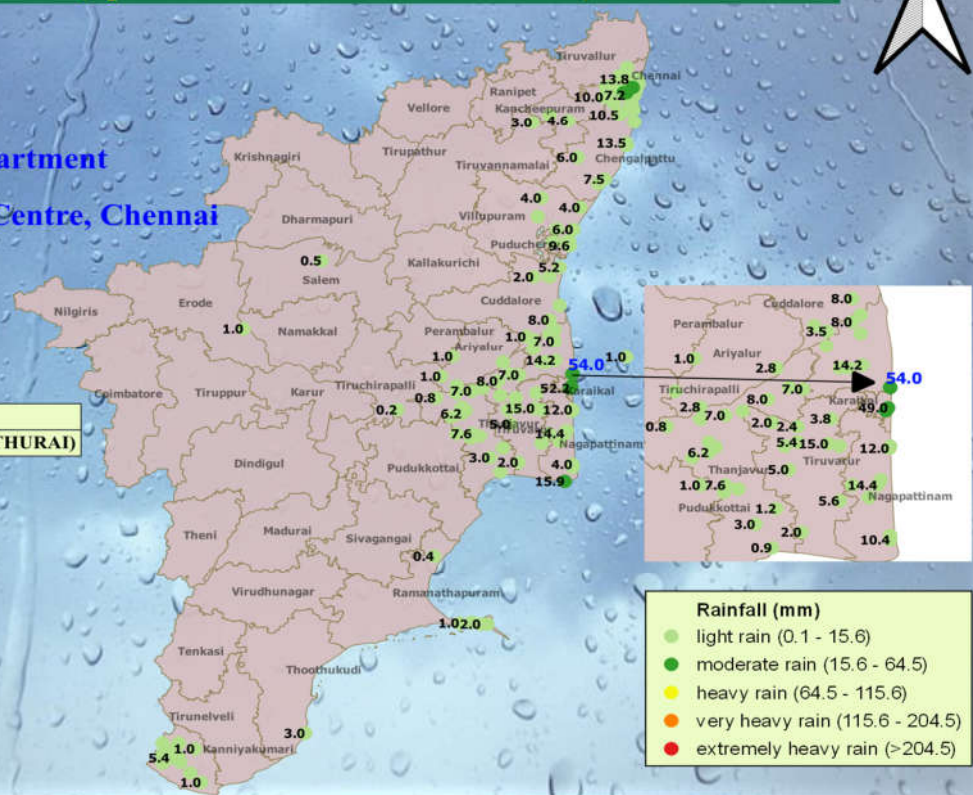 Tiruvallur
13.8 Chennai
Ranipet
10.0 7.2
Vellore
Kancheepuram
3.0 4.6
10.5
artment
Krishnagiri
Tirupathur
13.5
Tiruvannamalai
6.0
Chengalpattu
7.5
4.0
Centre, Chennai
Dharmapuri
Villupuram
4.0
6.0
Puducher
9.6
0.5
Salem
Kallakurichi
5.2
2.0
Nilgiris
Erode
Cuddalore
1.0
Namakkal
Perambalur
8.0
1.0 7.0
Ariyalur
1.0
14.2
54.0
1.0
Coimbatore
Tiruppur
Karur
Tiruchirapalli
1.0
8.0
7.0
7.0
52.2
Karaikal
0.8
0.2
6.2
15.0
12.0
THURAI)
7.6
5.0
14.4
Nagapattinam
Dindigul
Pudukkottai
3.0
2.0
4.0
15.9
Theni
Madurai
Sivagangai
0.4
Virudhunagar
Ramanathapuram
1.0 2.0
Tenkasi
Thoothukudi
Tirunelveli
3.0
1.0
Kanniyakumari
5.4
1.0
Cuddalore
8.0
Perambalur
3.5
8.0
1.0
Ariyalur
2.8
14.2
54.0
Tiruchirapalli
7.0
Karaikal
2.8
8.0
49.0
7.0
3.8
0.8
2.0
2.4
5.4
15.0
12.0
6.2
Tiruvarur
Thanjavur
5.0
1.0 7.6
14.4
Nagapattinam
Pudukkottai
1.2
5.6
3.0
2.0
10.4
0.9
Rainfall (mm)
light rain (0.1 - 15.6)
moderate rain (15.6 - 64.5)
heavy rain (64.5 - 115.6)
very heavy rain (115.6 - 204.5)
extremely heavy rain (>204.5)